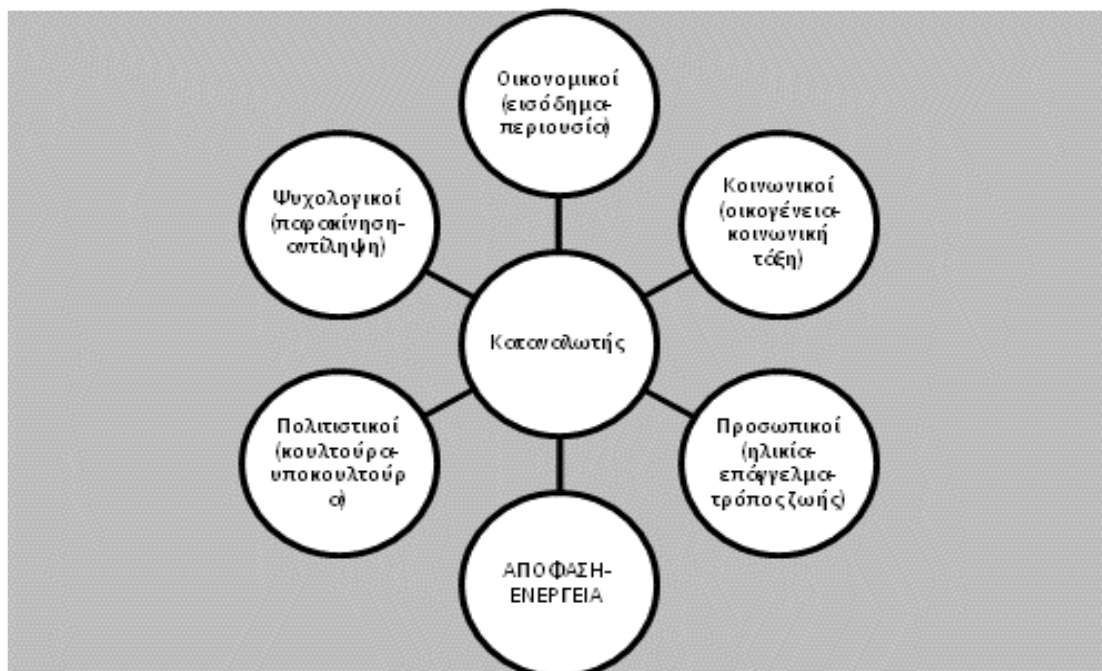 Οικονομικοί
(εισόδημα-
περιουσία)
Ψυχολογικοί
(παρακίνηση-
αντίληψη)
Κοινωνικοί
(οικογένεια-
κοινωνική
τάξη)
Καταναλωτής
Πολιτιστικοί
(κουλτούρα-
υποκουλτούρ
α)
Προσωπικοί
(ηλικία-
επάγγελμα-
τρόπος ζωής)
ΑΠΟΦΑΣΗ-
ΕΝΕΡΓΕΙΑ